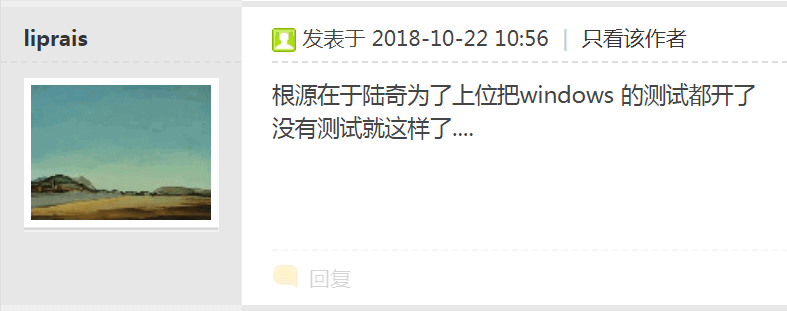 liprais
发表于 2018-10-22 10:56 | 只看该作者
根源在于陆奇为了上位把windows 的测试都开了
没有测试就这样了....
回复